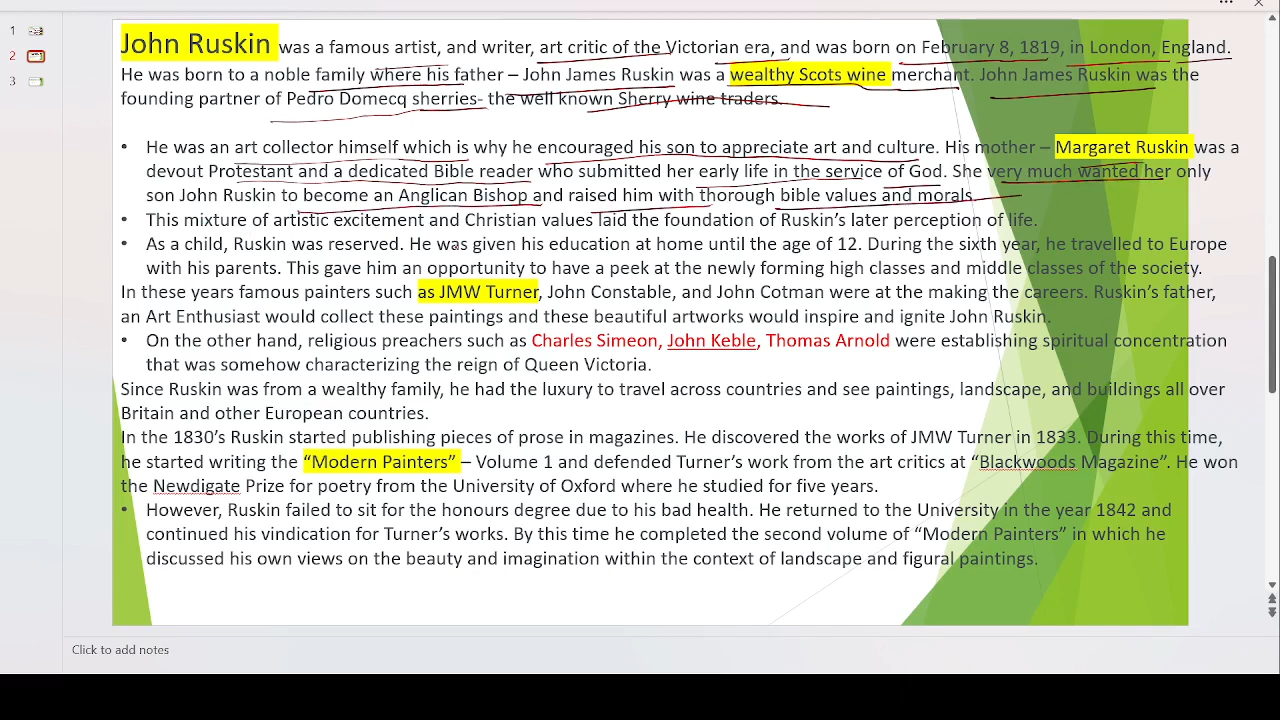 1
2
3
John Ruskin was a famous artist, and writer, art critic of the Victorian era, and was born on February 8, 1819, in London, England.
He was born to a noble family where his father – John James Ruskin was a wealthy Scots wine merchant. John James Ruskin was the
founding partner of Pedro Domecq sherries- the well known Sherry wine traders.
• He was an art collector himself which is why he encouraged his son to appreciate art and culture. His mother – Margaret Ruskin was a
devout Protestant and a dedicated Bible reader who submitted her early life in the service of God. She very much wanted her only
son John Ruskin to become an Anglican Bishop and raised him with thorough bible values and morals.
• This mixture of artistic excitement and Christian values laid the foundation of Ruskin's later perception of life.
• As a child, Ruskin was reserved. He was given his education at home until the age of 12. During the sixth year, he travelled to Europe
with his parents. This gave him an opportunity to have a peek at the newly forming high classes and middle classes of the society.
In these years famous painters such as JMW Turner, John Constable, and John Cotman were at the making the careers. Ruskin's father,
an Art Enthusiast would collect these paintings and these beautiful artworks would inspire and ignite John Ruskin.
• On the other hand, religious preachers such as Charles Simeon, John Keble, Thomas Arnold were establishing spiritual concentration
that was somehow characterizing the reign of Queen Victoria.
Since Ruskin was from a wealthy family, he had the luxury to travel across countries and see paintings, landscape, and buildings all over
Britain and other European countries.
In the 1830's Ruskin started publishing pieces of prose in magazines. He discovered the works of JMW Turner in 1833. During this time,
he started writing the “Modern Painters” – Volume 1 and defended Turner's work from the art critics at “Blackwoods Magazine”. He won
the Newdigate Prize for poetry from the University of Oxford where he studied for five years.
• However, Ruskin failed to sit for the honours degree due to his bad health. He returned to the University in the year 1842 and
continued his vindication for Turner's works. By this time he completed the second volume of “Modern Painters” in which he
discussed his own views on the beauty and imagination within the context of landscape and figural paintings.
Click to add notes